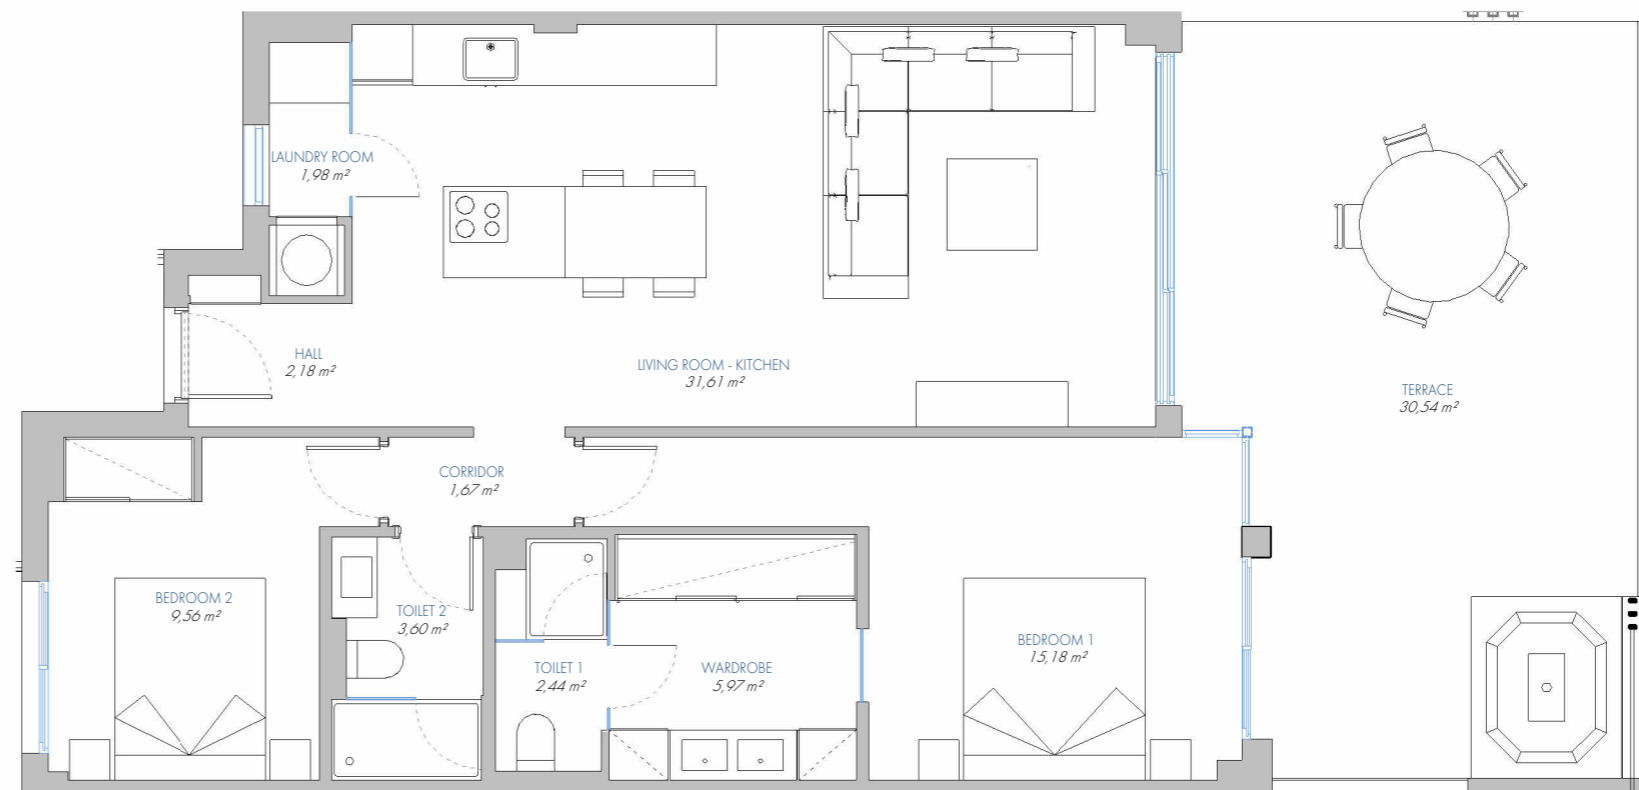 LAUNDRY ROOM
1,98 m²
HALL
2,18 m²
LIVING ROOM - KITCHEN
31,61 m²
TERRACE
30,54 m²
CORRIDOR
1,67 m²
BEDROOM 2
9,56 m²
TOILET 2
3,60 m²
TOILET 1
2,44 m²
WARDROBE
5,97 m²
BEDROOM 1
15,18 m²